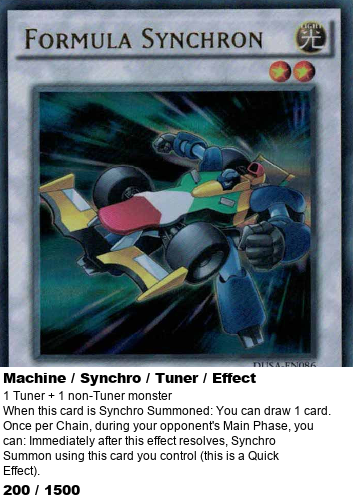 FORMULA SYNCHRON
LIGHT
光
DUSA-EN086
Machine / Synchro / Tuner / Effect
1 Tuner + 1 non-Tuner monster
When this card is Synchro Summoned: You can draw 1 card.
Once per Chain, during your opponent's Main Phase, you
can: Immediately after this effect resolves, Synchro
Summon using this card you control (this is a Quick
Effect).
200 / 1500